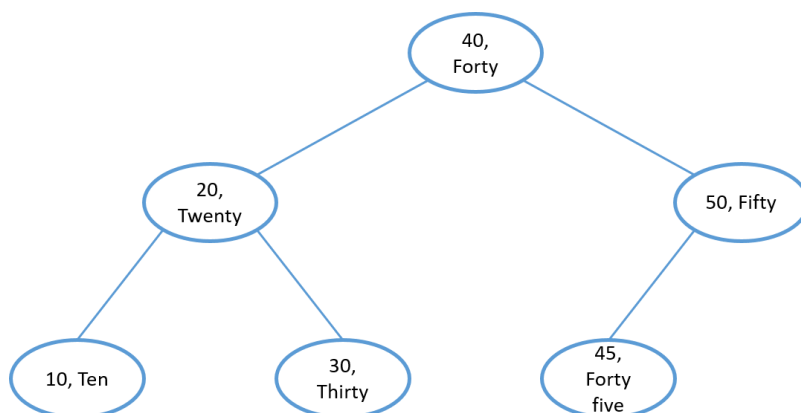 40,
Forty
20,
Twenty
50, Fifty
10, Ten
30,
Thirty
45,
Forty
five